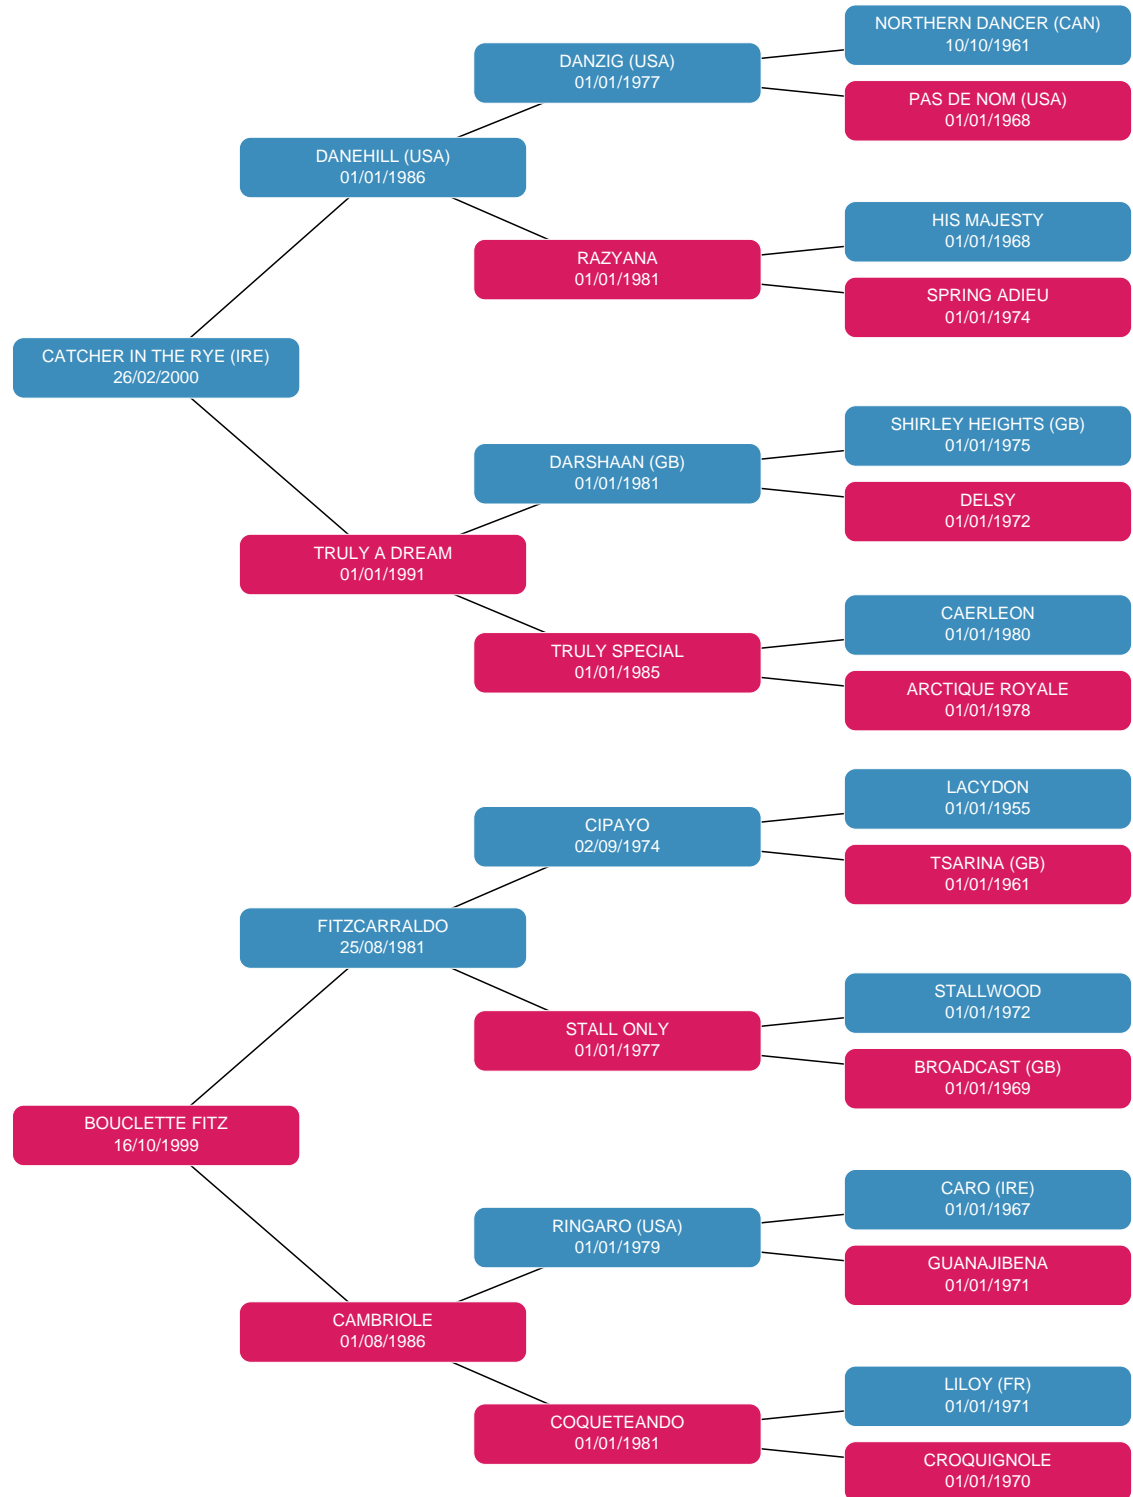 NORTHERN DANCER (CAN)
10/10/1961
DANZIG (USA)
01/01/1977
PAS DE NOM (USA)
01/01/1968
DANEHILL (USA)
01/01/1986
HIS MAJESTY
01/01/1968
RAZYANA
01/01/1981
SPRING ADIEU
01/01/1974
CATCHER IN THE RYE (IRE)
26/02/2000
SHIRLEY HEIGHTS (GB)
01/01/1975
DARSHAAN (GB)
01/01/1981
DELSY
01/01/1972
TRULY A DREAM
01/01/1991
CAERLEON
01/01/1980
TRULY SPECIAL
01/01/1985
ARCTIQUE ROYALE
01/01/1978
LACYDON
01/01/1955
CIPAYO
02/09/1974
TSARINA (GB)
01/01/1961
FITZCARRALDO
25/08/1981
STALLWOOD
01/01/1972
STALL ONLY
01/01/1977
BROADCAST (GB)
01/01/1969
BOUCLETTE FITZ
16/10/1999
CARO (IRE)
01/01/1967
RINGARO (USA)
01/01/1979
GUANAJIBENA
01/01/1971
CAMBRIOLE
01/08/1986
LILOY (FR)
01/01/1971
COQUETEANDO
01/01/1981
CROQUIGNOLE
01/01/1970